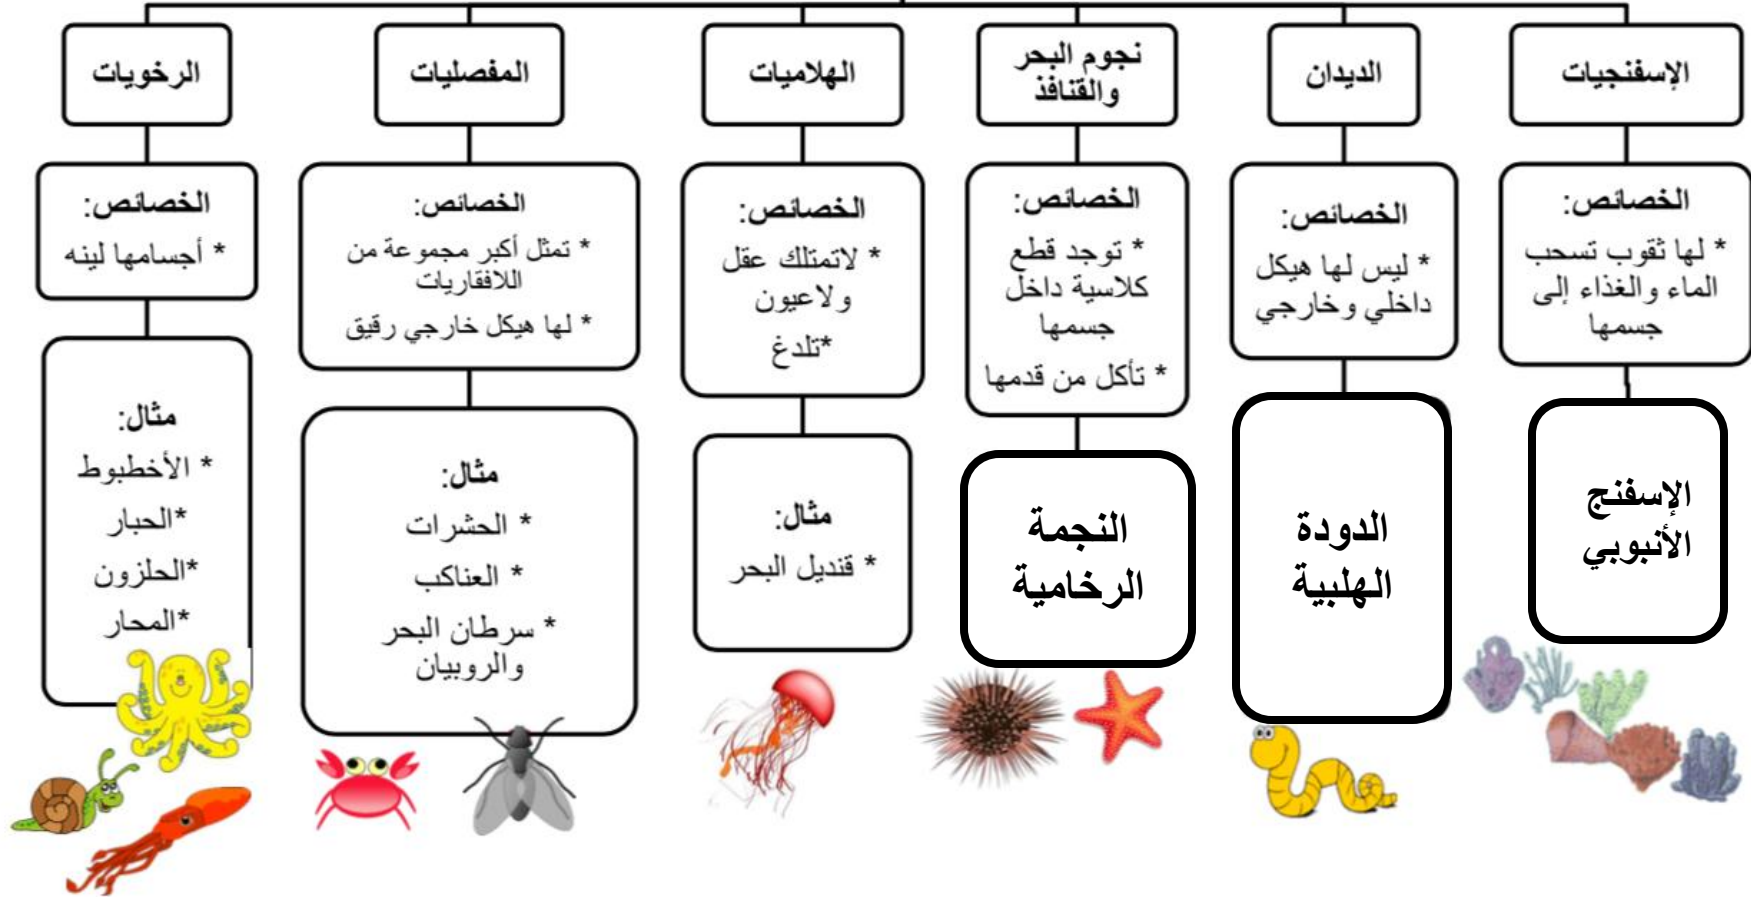 الإسفنجيات
الخصائص:
* لها ثقوب تسحب
الماء والغذاء إلى
جسمها
الإسفنج
الأنبوبي
الديدان
الخصائص:
* ليس لها هيكل
داخلي وخارجي
الدودة
الهلبية
نجوم البحر
والقنافذ
الخصائص:
* توجد قطع
كلاسية داخل
جسمها
* تأكل من قدمها
النجمة
الرخامية
الهلاميات
الخصائص:
* لاتمتلك عقل
ولاعيون
*تلدغ
مثال:
* قنديل البحر
المفصليات
الخصائص:
* تمثل أكبر مجموعة من
اللافقاريات
* لها هيكل خارجي رقيق
مثال:
* الحشرات
* العناكب
* سرطان البحر
والروبيان
الرخويات
الخصائص:
* أجسامها لينه
مثال:
* الأخطبوط
*الحبار
*الحلزون
*المحار